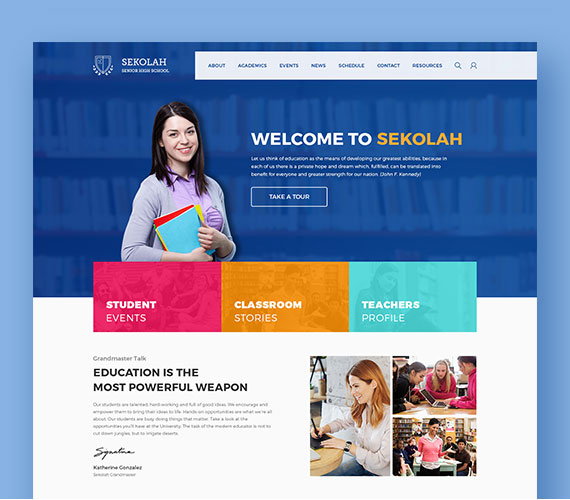 SEKOLAH
SENIOR HIGH SCHOOL
ABOUT ACADEMICS EVENTS NEWS SCHEDULE CONTACT RESOURCES
WELCOME TO SEKOLAH
Let us think of education as the means of developing our greatest abilities, because in
each of us there is a private hope and dream which, fulfilled, can be translated into
benefit for everyone and greater strength for our nation. (John F. Kennedy)
TAKE A TOUR
STUDENT
EVENTS
CLASSROOM
STORIES
TEACHERS
PROFILE
Grandmaster Talk
EDUCATION IS THE
MOST POWERFUL WEAPON
Our students are talented, hard-working and full of good ideas. We encourage and
empower them to bring their ideas to life. Hands-on opportunities are what we're all
about. Our students are busy doing things that matter. Take a look at the
opportunities you'll have at the University. The task of the modern educator is not to
cut down jungles, but to irrigate deserts.
Signature
Katherine Gonzalez
Sekolah Grandmaster